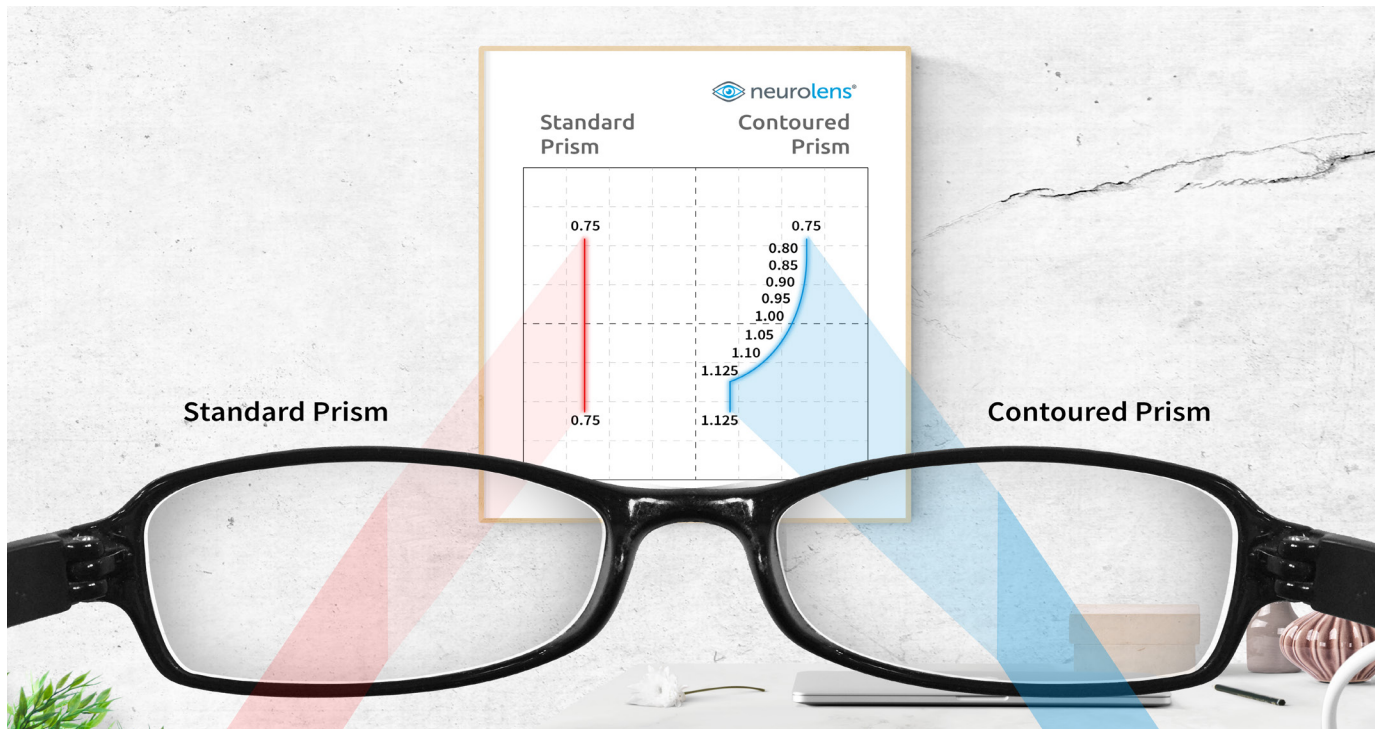 neurolens®
Standard
Prism
Contoured
Prism
0.75
0.75
0.75
0.80
0.85
0.90
0.95
1.00
1.05
1.10
1.125
1.125
Standard Prism
Contoured Prism